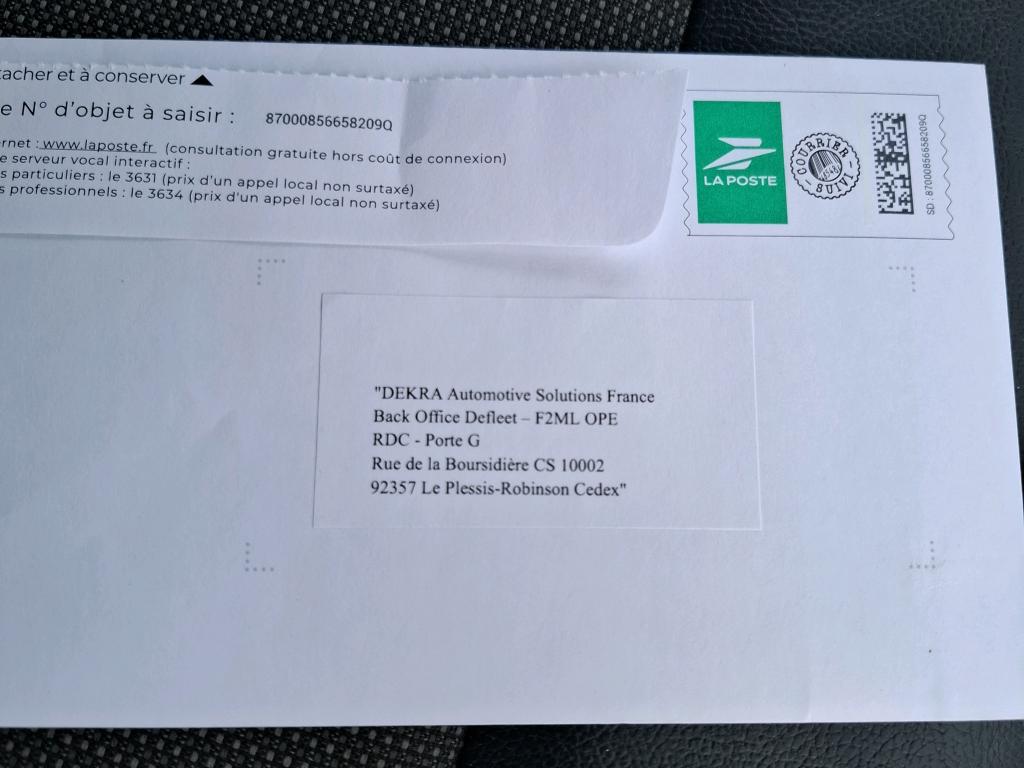 tacher et à conserver
e N° d'objet à saisir : 87000856658209Q
rnet : www.laposte.fr (consultation gratuite hors coût de connexion)
e serveur vocal interactif :
s particuliers : le 3631 (prix d'un appel local non surtaxé)
s professionnels : le 3634 (prix d'un appel local non surtaxé)
LA POSTE
COURRIER
SUIVI
SD : 87000856658209Q
"DEKRA Automotive Solutions France
Back Office Defleet – F2ML OPE
RDC - Porte G
Rue de la Boursidière CS 10002
92357 Le Plessis-Robinson Cedex"